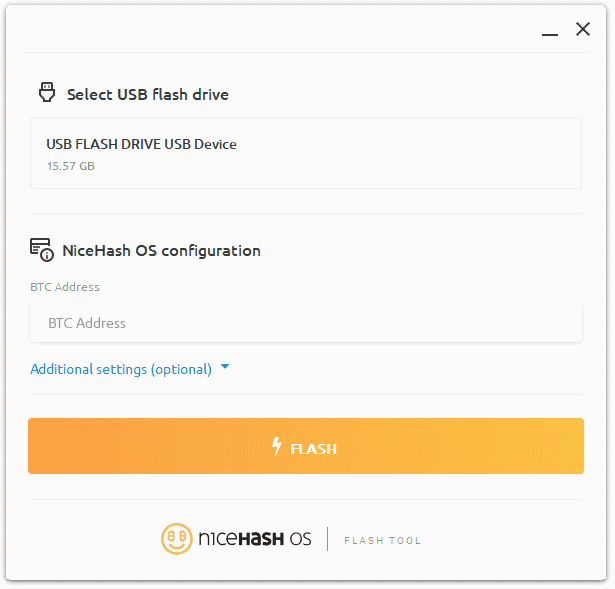 Select USB flash drive
USB FLASH DRIVE USB Device
15.57 GB
NiceHash OS configuration
BTC Address
BTC Address
Additional settings (optional)
FLASH
nıceHASH OS | FLASH TOOL